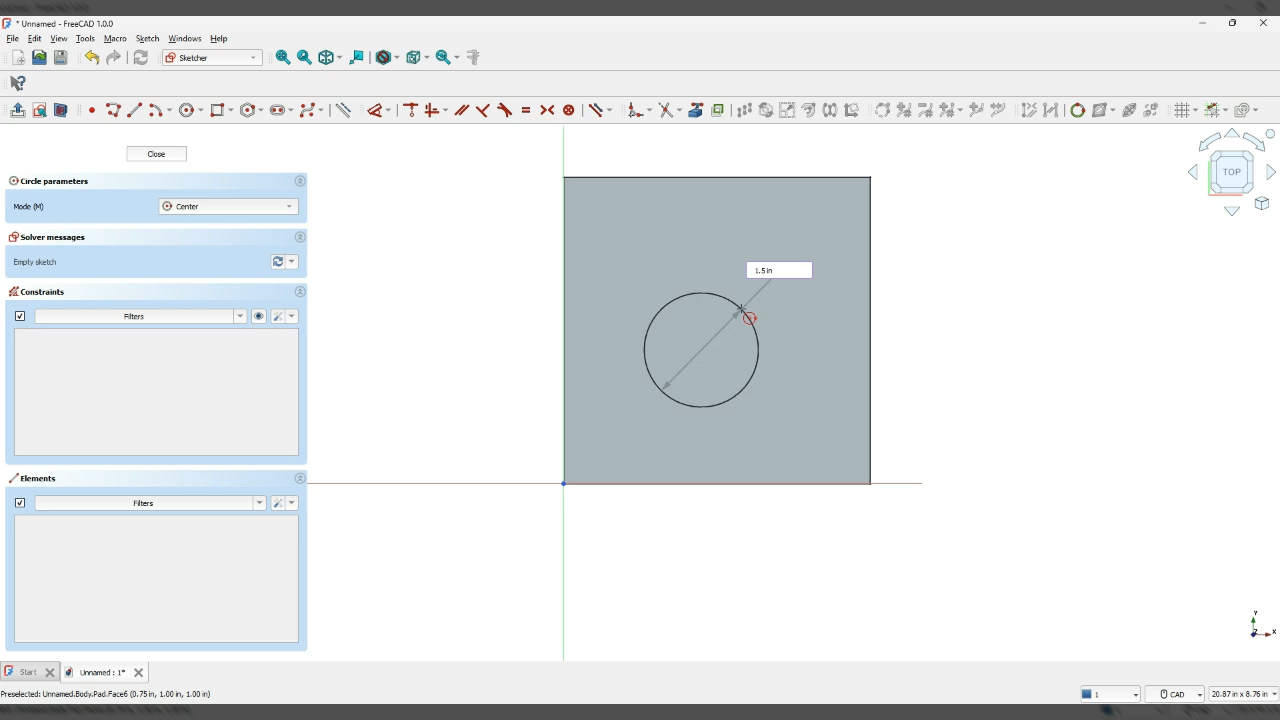 * Unnamed - FreeCAD 1.0.0
File Edit View Tools Macro Sketch Windows Help
Sketcher
Close
Circle parameters
Mode (M) Center
Solver messages
Empty sketch
Constraints
Filters
Elements
Filters
1.5 in
TOP
Y
Z X
Start Unnamed : 1*
Preselected: Unnamed.Body.Pad.Face6 (0.75 in, 1.00 in, 1.00 in)
1 CAD 20.87 in x 8.76 in